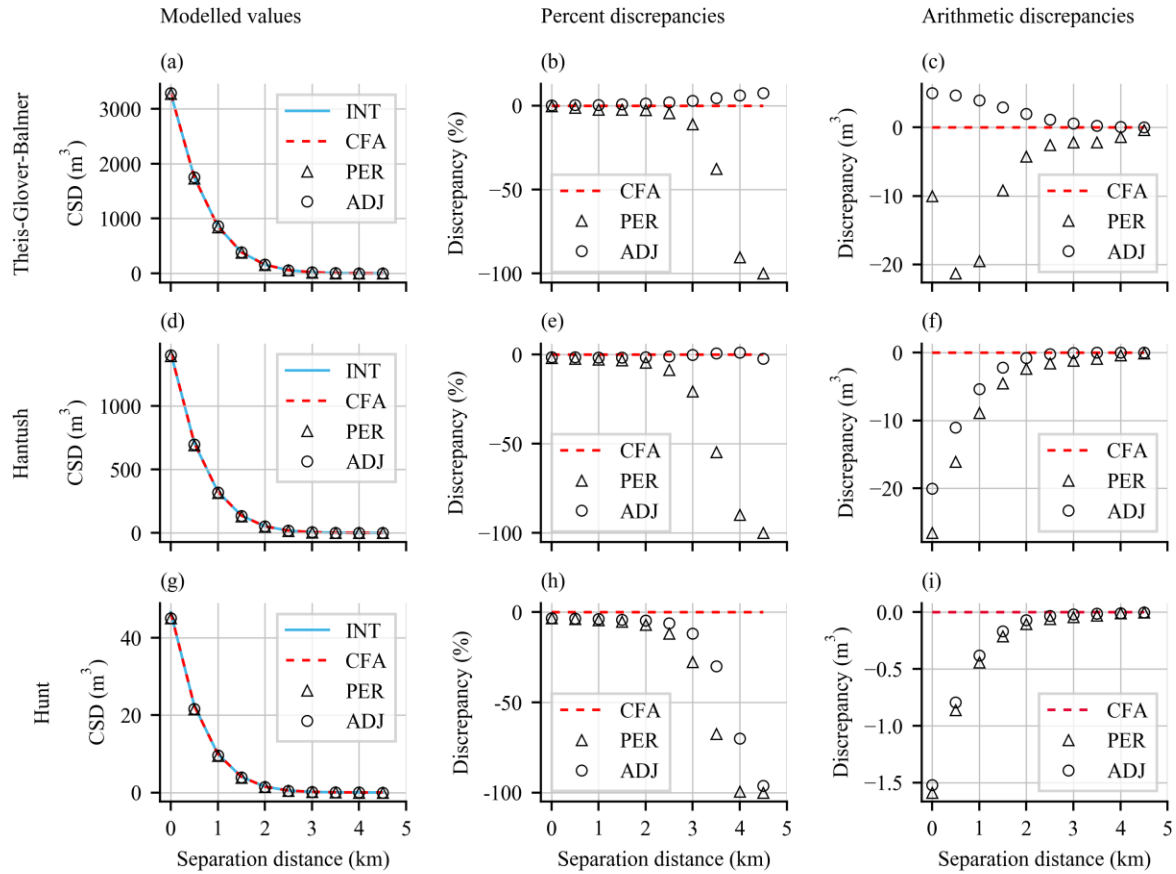 Modelled values
Percent discrepancies
Arithmetic discrepancies
Theis-Glover-Balmer
(a)
CSD (m³)
3000
2000
1000
0
INT
CFA
PER
ADJ
(b)
Discrepancy (%)
0
−50
−100
CFA
PER
ADJ
(c)
Discrepancy (m³)
0
−10
−20
CFA
PER
ADJ
Hantush
(d)
CSD (m³)
1000
500
0
INT
CFA
PER
ADJ
(e)
Discrepancy (%)
0
−50
−100
CFA
PER
ADJ
(f)
Discrepancy (m³)
0
−10
−20
CFA
PER
ADJ
Hunt
(g)
CSD (m³)
40
20
0
INT
CFA
PER
ADJ
0 1 2 3 4 5
Separation distance (km)
(h)
Discrepancy (%)
0
−50
-100
CFA
PER
ADJ
0 1 2 3 4 5
Separation distance (km)
(i)
Discrepancy (m³)
0.0
−0.5
−1.0
−1.5
CFA
PER
ADJ
0 1 2 3 4 5
Separation distance (km)